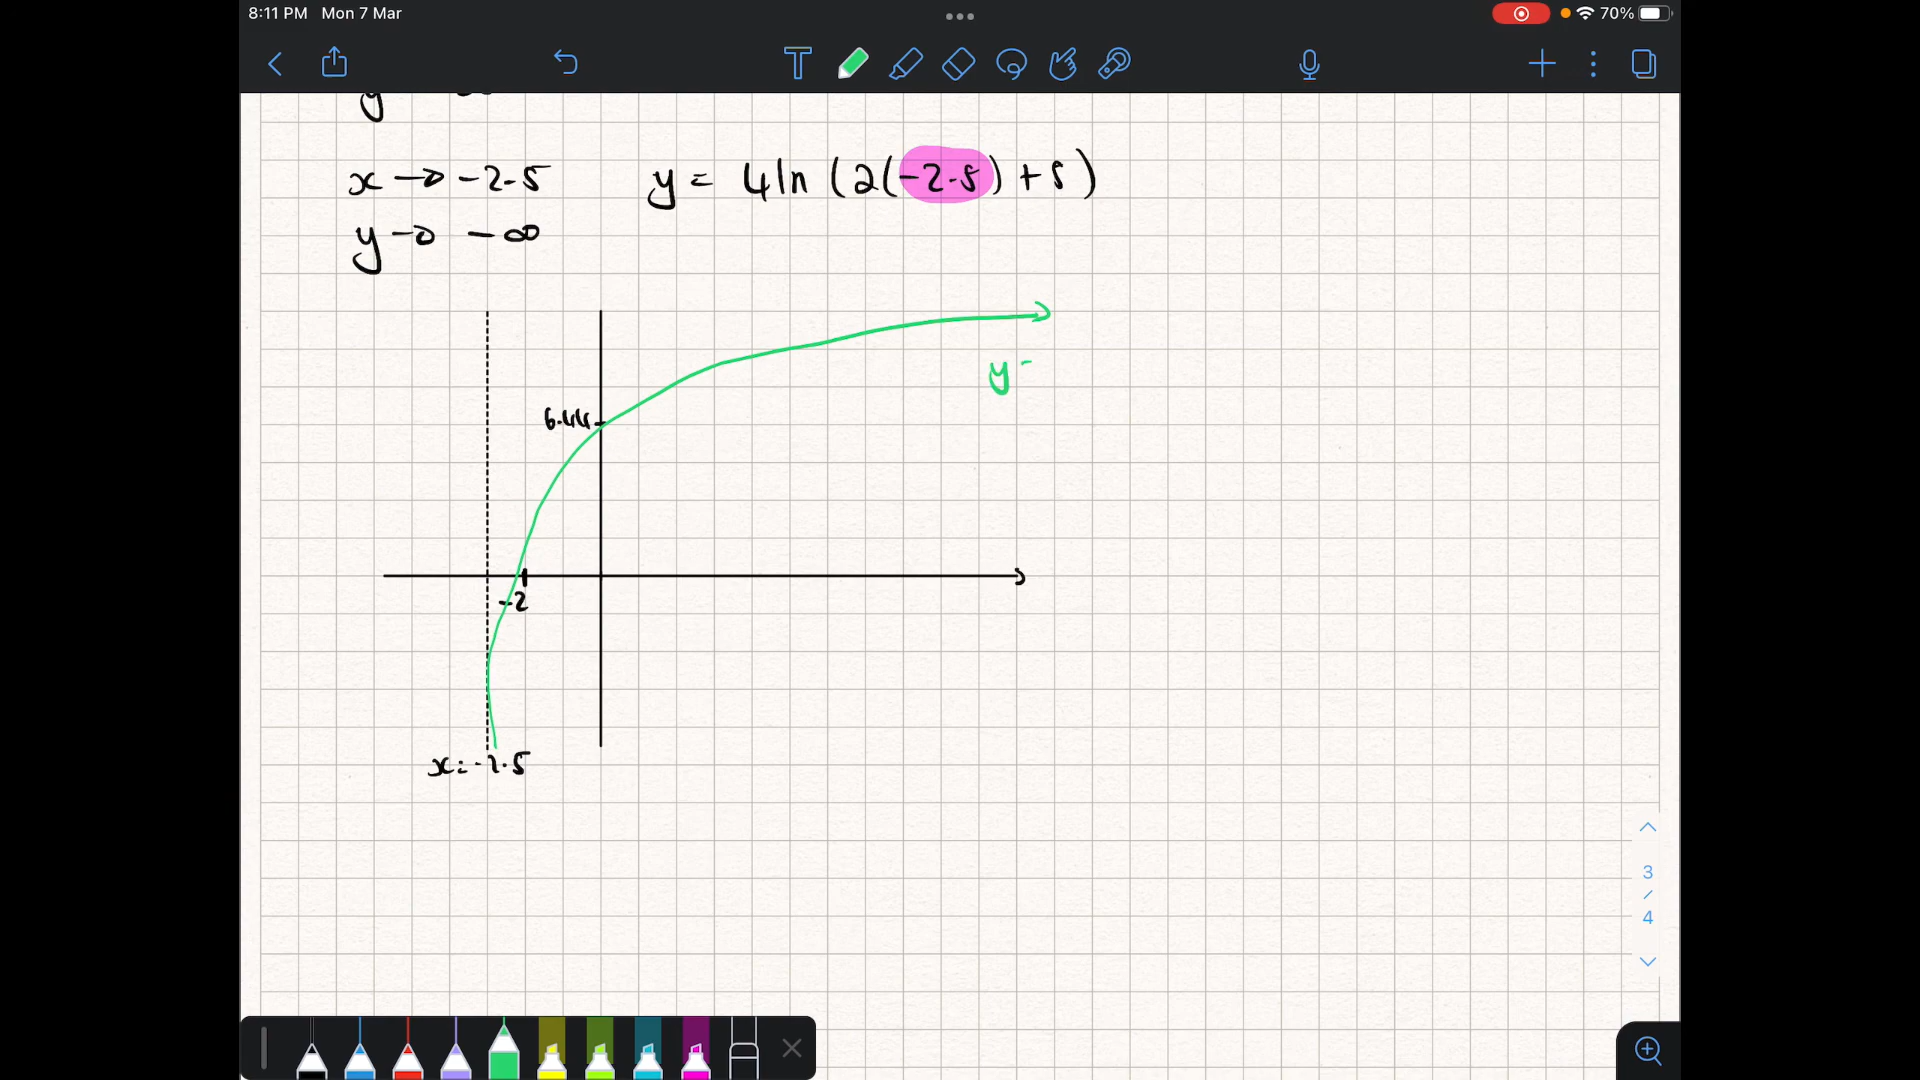 8:11 PM Mon 7 Mar 70%
y
x → -2.5 y = 4ln (2(-2.5) + 5)
y → -∞
y =
6.44
-2
x = -2.5
3
/
4